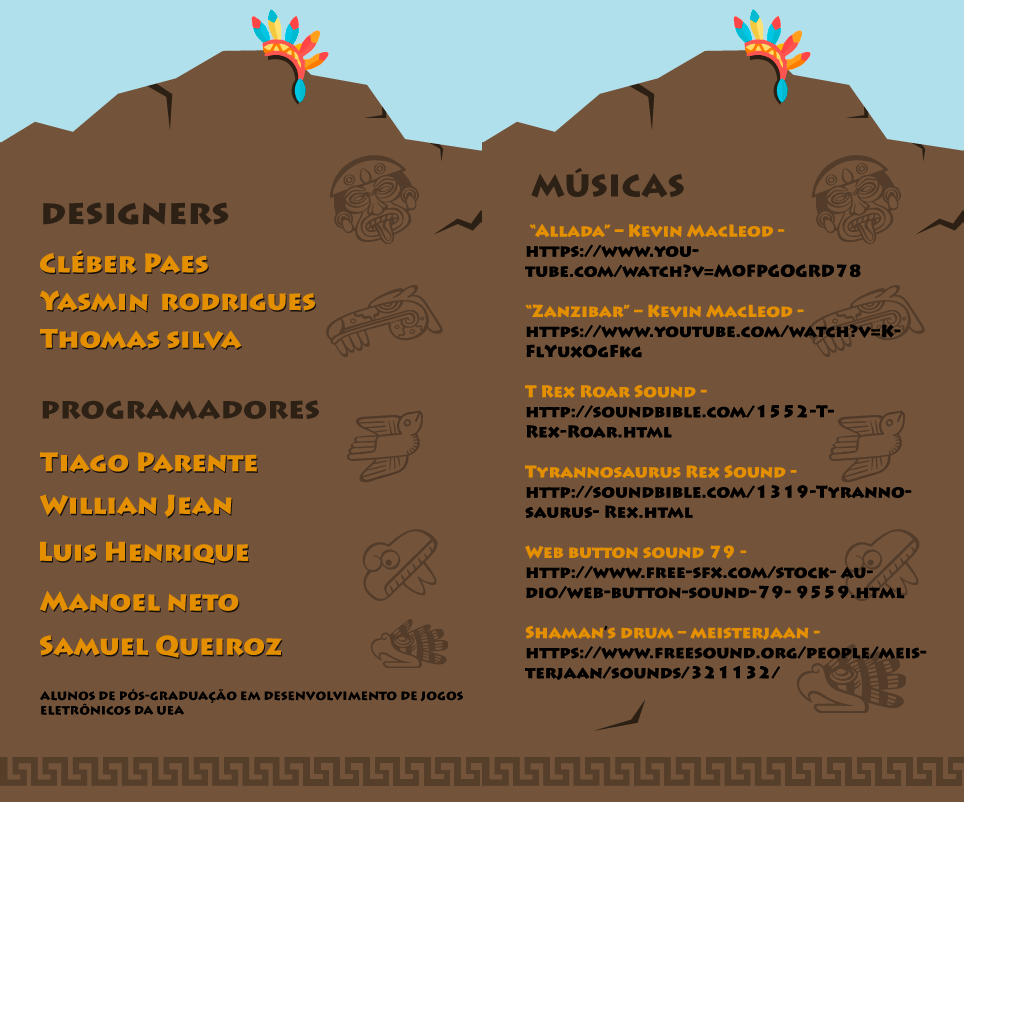 DESIGNERS
CLÉBER PAES
YASMIN RODRIGUES
THOMAS SILVA
PROGRAMADORES
TIAGO PARENTE
WILLIAN JEAN
LUIS HENRIQUE
MANOEL NETO
SAMUEL QUEIROZ
ALUNOS DE PÓS-GRADUAÇÃO EM DESENVOLVIMENTO DE JOGOS
ELETRÔNICOS DA UEA
MÚSICAS
“ALLADA” – KEVIN MACLEOD -
HTTPS://WWW.YOU-
TUBE.COM/WATCH?V=MOFPGOGRD78
“ZANZIBAR” – KEVIN MACLEOD -
HTTPS://WWW.YOUTUBE.COM/WATCH?V=K-
FLYUXOGFKG
T REX ROAR SOUND -
HTTP://SOUNDBIBLE.COM/1552-T-
REX-ROAR.HTML
TYRANNOSAURUS REX SOUND -
HTTP://SOUNDBIBLE.COM/1319-TYRANNO-
SAURUS- REX.HTML
WEB BUTTON SOUND 79 -
HTTP://WWW.FREE-SFX.COM/STOCK- AU-
DIO/WEB-BUTTON-SOUND-79- 9559.HTML
SHAMAN'S DRUM – MEISTERJAAN -
HTTPS://WWW.FREESOUND.ORG/PEOPLE/MEIS-
TERJAAN/SOUNDS/321132/